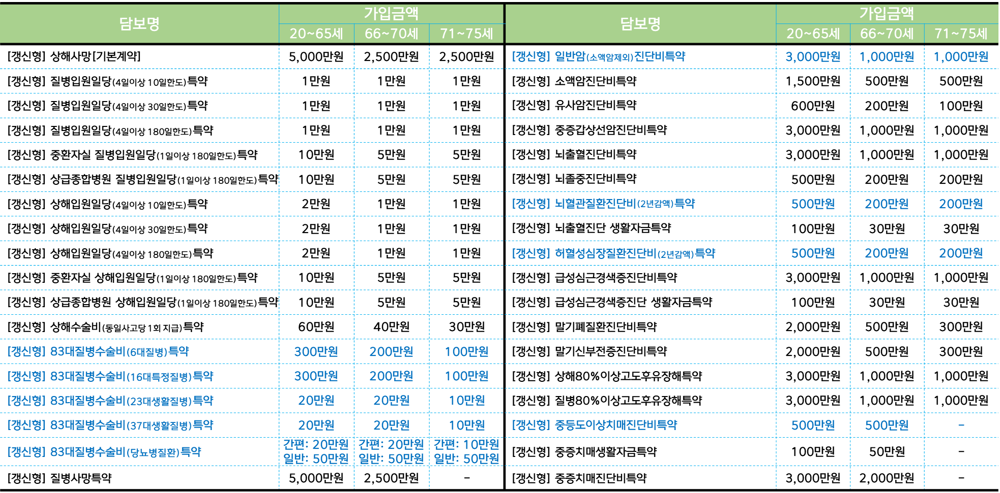 담보명 가입금액 담보명 가입금액
20~65세 66~70세 71~75세 20~65세 66~70세 71~75세
[갱신형] 상해사망[기본계약] 5,000만원 2,500만원 2,500만원 [갱신형] 일반암(소액암제외)진단비특약 3,000만원 1,000만원 1,000만원
[갱신형] 질병입원일당(4일이상 10일한도)특약 1만원 1만원 1만원 [갱신형] 소액암진단비특약 1,500만원 500만원 500만원
[갱신형] 질병입원일당(4일이상 30일한도)특약 1만원 1만원 1만원 [갱신형] 유사암진단비특약 600만원 200만원 100만원
[갱신형] 질병입원일당(4일이상 180일한도)특약 1만원 1만원 1만원 [갱신형] 중증갑상선암진단비특약 3,000만원 1,000만원 1,000만원
[갱신형] 중환자실 질병입원일당(1일이상 180일한도)특약 10만원 5만원 5만원 [갱신형] 뇌출혈진단비특약 3,000만원 1,000만원 1,000만원
[갱신형] 상급종합병원 질병입원일당(1일이상 180일한도)특약 10만원 5만원 5만원 [갱신형] 뇌졸중진단비특약 500만원 200만원 200만원
[갱신형] 상해입원일당(4일이상 10일한도)특약 2만원 1만원 1만원 [갱신형] 뇌혈관질환진단비(2년감액)특약 500만원 200만원 200만원
[갱신형] 상해입원일당(4일이상 30일한도)특약 2만원 1만원 1만원 [갱신형] 뇌출혈진단 생활자금특약 100만원 30만원 30만원
[갱신형] 상해입원일당(4일이상 180일한도)특약 2만원 1만원 1만원 [갱신형] 허혈성심장질환진단비(2년감액)특약 500만원 200만원 200만원
[갱신형] 중환자실 상해입원일당(1일이상 180일한도)특약 10만원 5만원 5만원 [갱신형] 급성심근경색증진단비특약 3,000만원 1,000만원 1,000만원
[갱신형] 상급종합병원 상해입원일당(1일이상 180일한도)특약 10만원 5만원 5만원 [갱신형] 급성심근경색증진단 생활자금특약 100만원 30만원 30만원
[갱신형] 상해수술비(동일사고당 1회 지급)특약 60만원 40만원 30만원 [갱신형] 말기폐질환진단비특약 2,000만원 500만원 300만원
[갱신형] 83대질병수술비(6대질병)특약 300만원 200만원 100만원 [갱신형] 말기신부전증진단비특약 2,000만원 500만원 300만원
[갱신형] 83대질병수술비(16대특정질병)특약 300만원 200만원 100만원 [갱신형] 상해80%이상고도후유장해특약 3,000만원 1,000만원 1,000만원
[갱신형] 83대질병수술비(23대생활질병)특약 20만원 20만원 10만원 [갱신형] 질병80%이상고도후유장해특약 3,000만원 1,000만원 1,000만원
[갱신형] 83대질병수술비(37대생활질병)특약 20만원 20만원 10만원 [갱신형] 중등도이상치매진단비특약 500만원 500만원 -
[갱신형] 83대질병수술비(당뇨병질환)특약 간편: 20만원 간편: 20만원 간편: 10만원 [갱신형] 중증치매생활자금특약 100만원 50만원 -
일반: 50만원 일반: 50만원 일반: 50만원
[갱신형] 질병사망특약 5,000만원 2,500만원 - [갱신형] 중증치매진단비특약 3,000만원 2,000만원 -